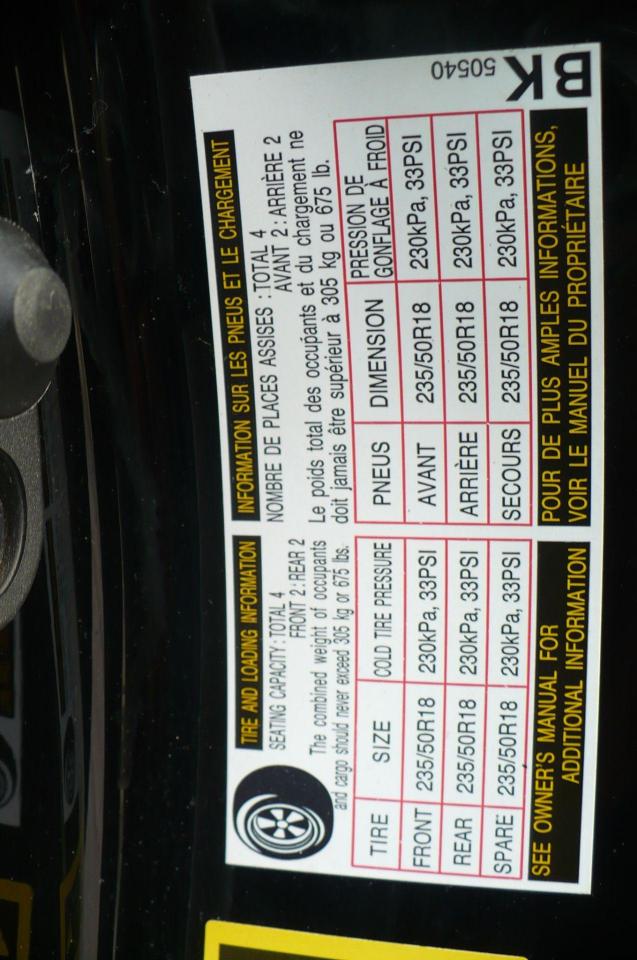 TIRE AND LOADING INFORMATION
SEATING CAPACITY : TOTAL 4
FRONT 2 : REAR 2
The combined weight of occupants
and cargo should never exceed 305 kg or 675 lbs.
TIRE SIZE COLD TIRE PRESSURE
FRONT 235/50R18 230kPa, 33PSI
REAR 235/50R18 230kPa, 33PSI
SPARE 235/50R18 230kPa, 33PSI
SEE OWNER'S MANUAL FOR
ADDITIONAL INFORMATION
INFORMATION SUR LES PNEUS ET LE CHARGEMENT
NOMBRE DE PLACES ASSISES : TOTAL 4
AVANT 2 : ARRIÈRE 2
Le poids total des occupants et du chargement ne
doit jamais être supérieur à 305 kg ou 675 lb.
PNEUS DIMENSION PRESSION DE
GONFLAGE À FROID
AVANT 235/50R18 230kPa, 33PSI
ARRIÈRE 235/50R18 230kPa, 33PSI
SECOURS 235/50R18 230kPa, 33PSI
POUR DE PLUS AMPLES INFORMATIONS,
VOIR LE MANUEL DU PROPRIÉTAIRE
50540
BK